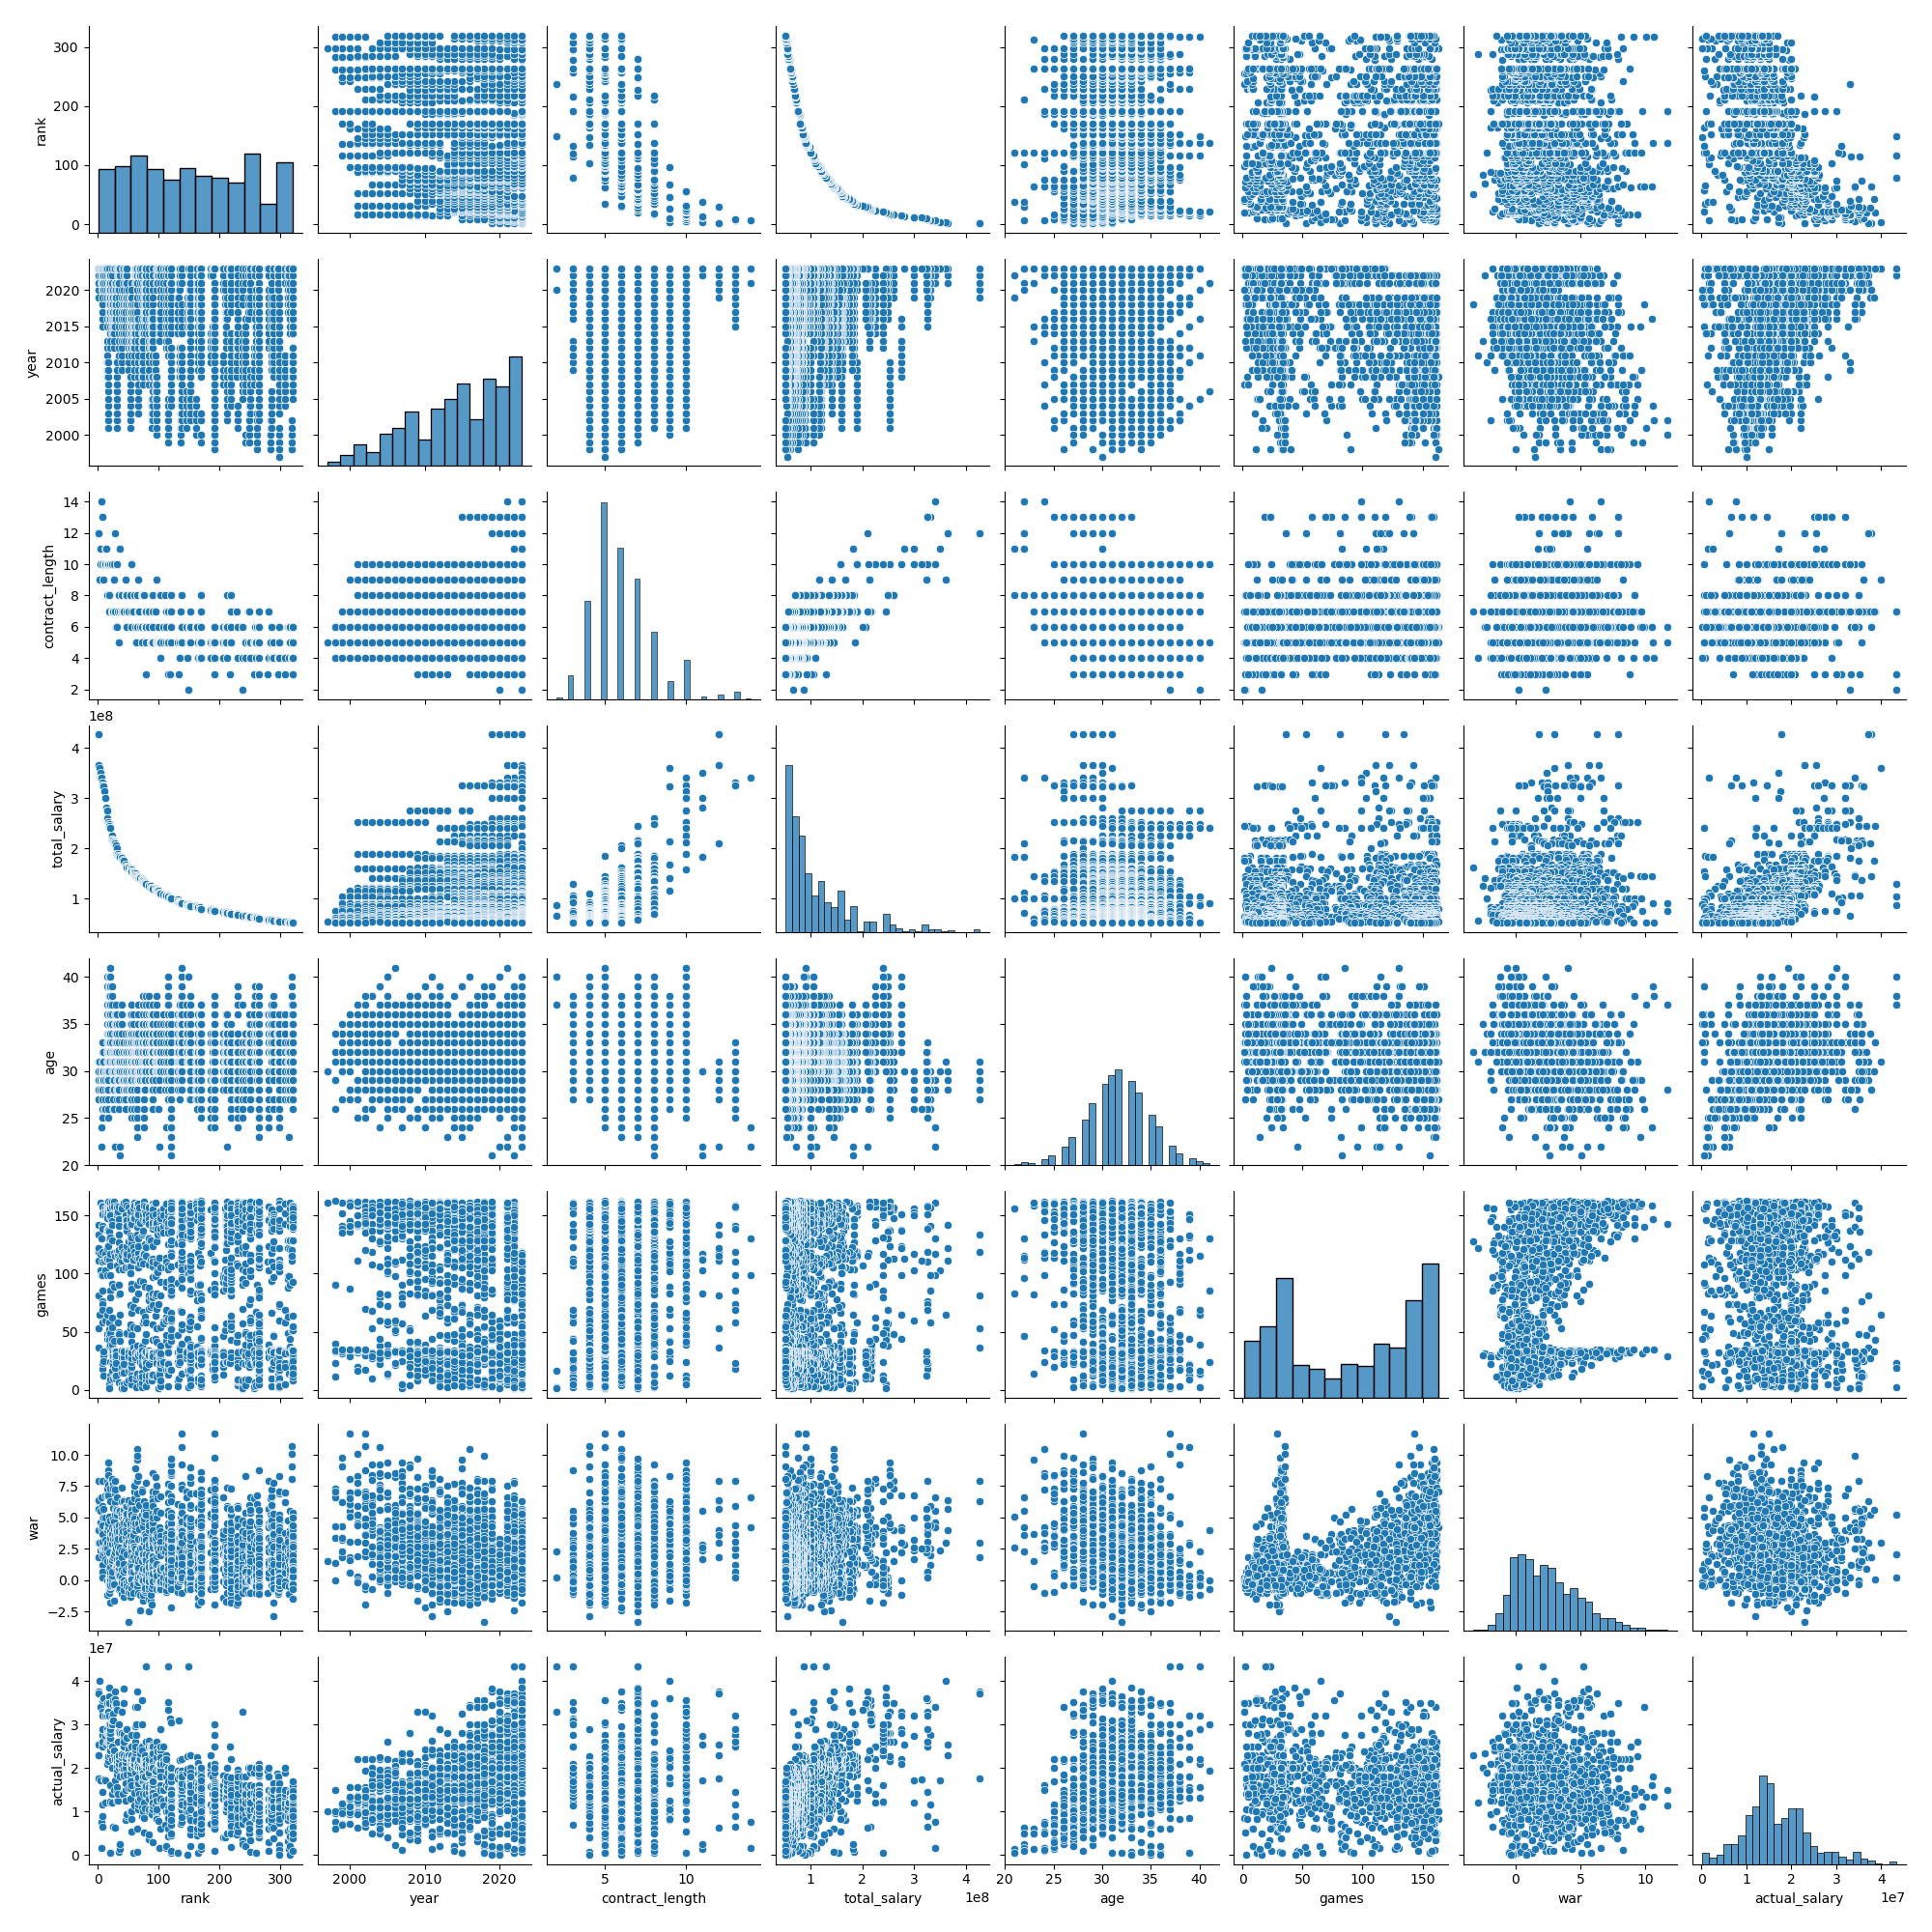 300
200
100
0
rank
2020
2015
2010
2005
2000
year
14
12
10
8
6
4
2
contract_length
1e8
4
3
2
1
total_salary
40
35
30
25
20
age
150
100
50
0
games
10.0
7.5
5.0
2.5
0.0
−2.5
war
1e7
4
3
2
1
0
actual_salary
0 100 200 300
rank
2000 2010 2020
year
5 10
contract_length
1 2 3 4
1e8
total_salary
20 25 30 35 40
age
0 50 100 150
games
0 5 10
war
0 1 2 3 4
1e7
actual_salary